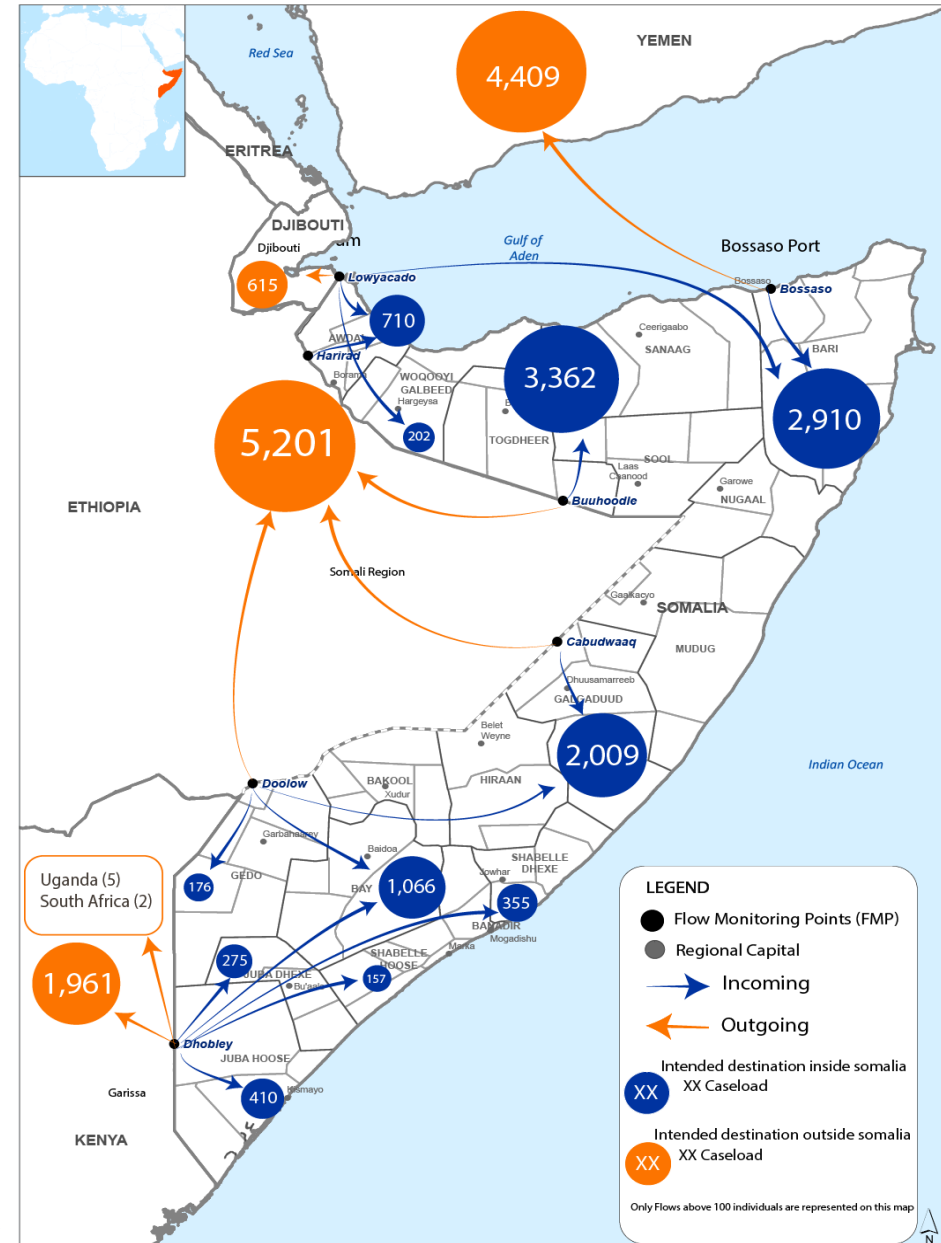 YEMEN
Red Sea
4,409
ERITREA
DJIBOUTI
Djibouti
Gulf of
Aden
Bossaso Port
615
Lowyacado
Bossaso
Bossaso
710
Ceerigaabo
SANAAG
BARI
Harirad
Borama
WOQOOYI
GALBEED
Hargeysa
3,362
2,910
202
TOGDHEER
SOOL
Laas
Chanood
Garowe
NUGAAL
5,201
Buuhoodle
ETHIOPIA
Somali Region
Gaalkacyo
SOMALIA
Cabudwaaq
MUDUG
Dhuusamarreeb
GALGADUUD
Belet
Weyne
2,009
Indian Ocean
Doolow
BAKOOL
Xudur
HIRAAN
Garbahaarey
Baidoa
SHABELLE
DHEXE
Jowhar
176
GEDO
BAY
1,066
355
BANADIR
Mogadishu
Marka
Uganda (5)
South Africa (2)
1,961
275
JUBA DHEXE
Bu'aale
SHABELLE
HOOSE
157
Dhobley
JUBA HOOSE
Garissa
410
Kismayo
KENYA
LEGEND
Flow Monitoring Points (FMP)
Regional Capital
Incoming
Outgoing
Intended destination inside somalia
XX
XX Caseload
Intended destination outside somalia
XX
XX Caseload
Only Flows above 100 individuals are represented on this map
N